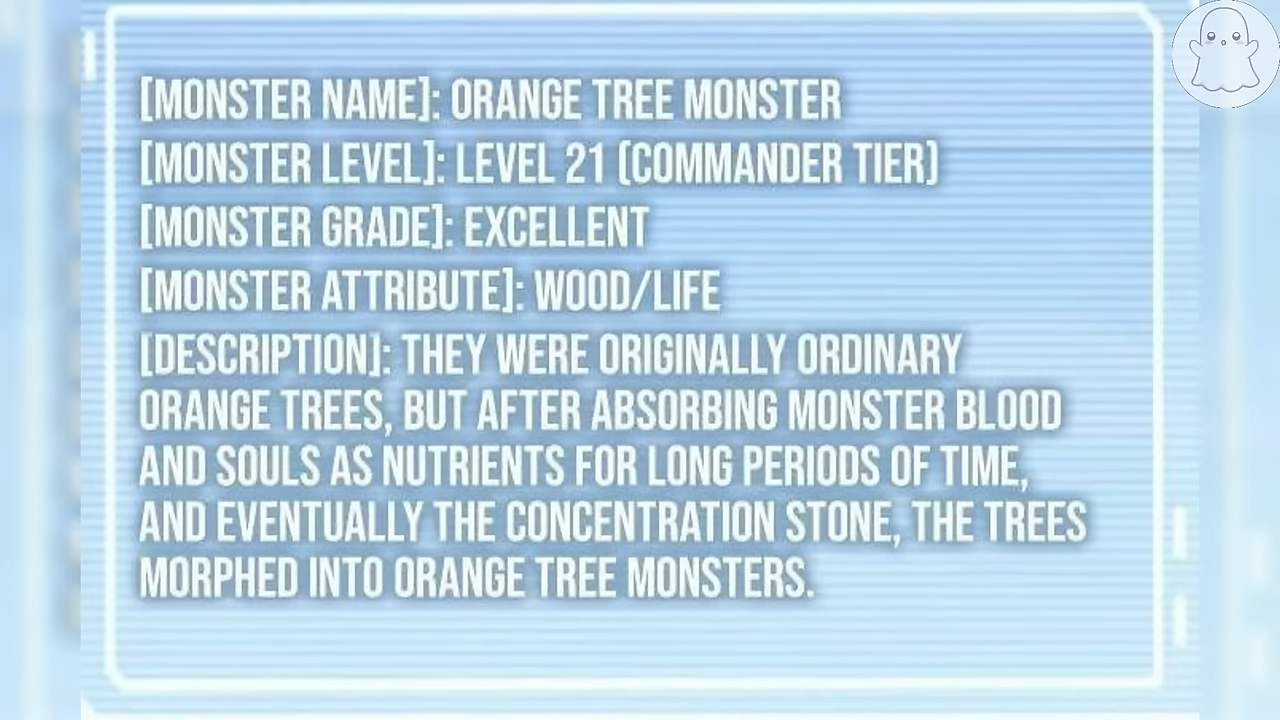 [MONSTER NAME]: ORANGE TREE MONSTER
[MONSTER LEVEL]: LEVEL 21 (COMMANDER TIER)
[MONSTER GRADE]: EXCELLENT
[MONSTER ATTRIBUTE]: WOOD/LIFE
[DESCRIPTION]: THEY WERE ORIGINALLY ORDINARY
ORANGE TREES, BUT AFTER ABSORBING MONSTER BLOOD
AND SOULS AS NUTRIENTS FOR LONG PERIODS OF TIME,
AND EVENTUALLY THE CONCENTRATION STONE, THE TREES
MORPHED INTO ORANGE TREE MONSTERS.